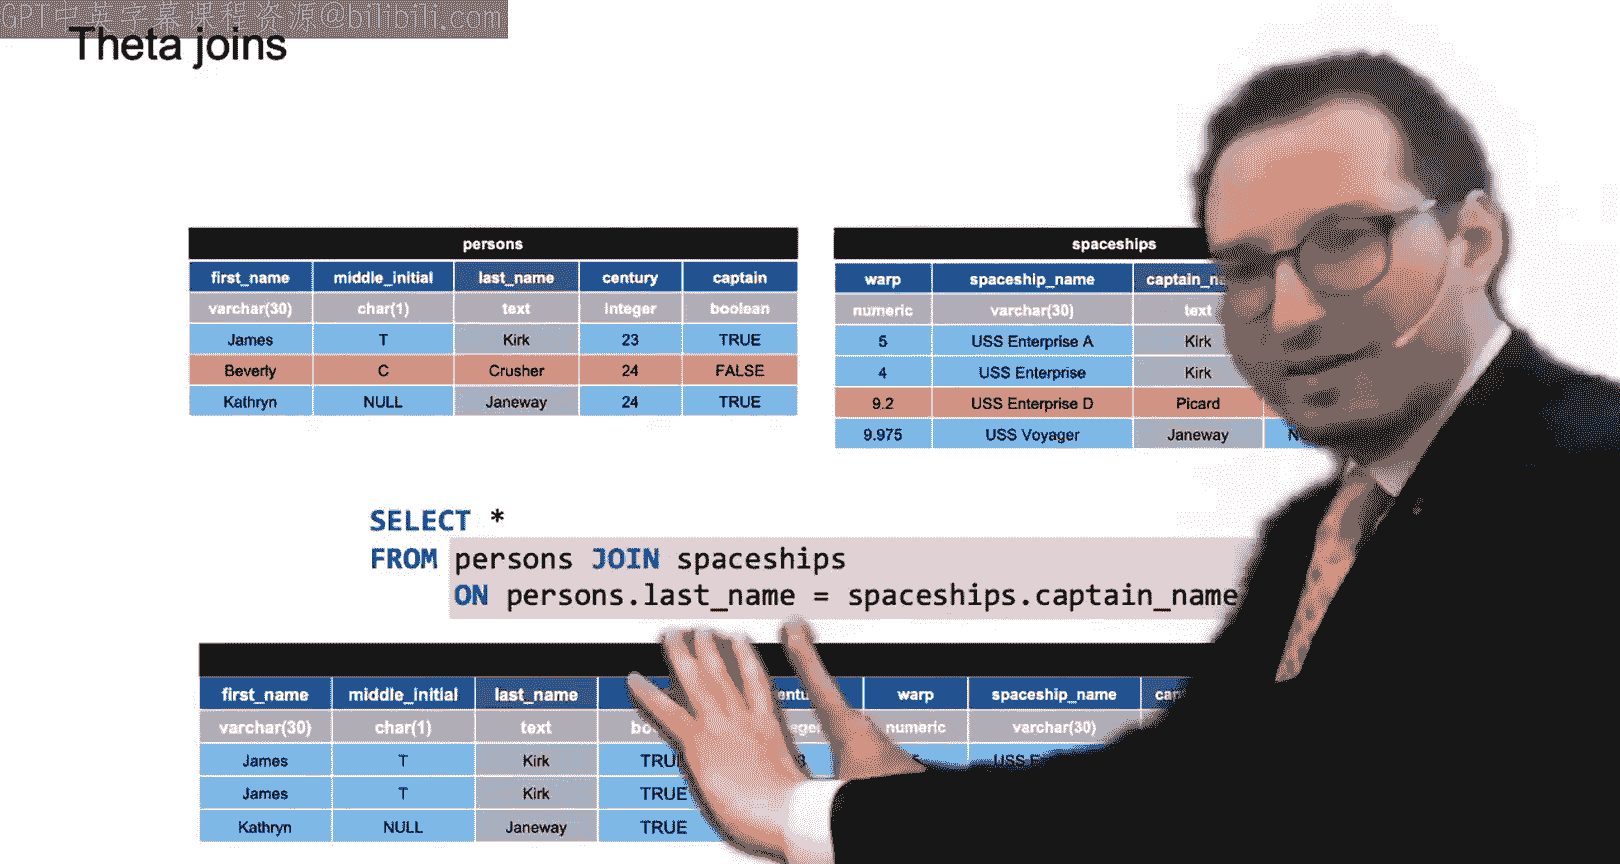 GPT中英字幕课程资源@bilibili.com
Theta joins
persons
first_name middle_initial last_name century captain
varchar(30) char(1) text integer boolean
James T Kirk 23 TRUE
Beverly C Crusher 24 FALSE
Kathryn NULL Janeway 24 TRUE
spaceships
warp spaceship_name
numeric varchar(30) text
5 USS Enterprise A Kirk
4 USS Enterprise Kirk
9.2 USS Enterprise D Picard
9.975 USS Voyager Janeway
SELECT *
FROM persons JOIN spaceships
ON persons.last_name = spaceships.captain_name
first_name middle_initial last_name warp spaceship_name
varchar(30) char(1) text numeric varchar(30)
James T Kirk TRUE USS
James T Kirk TRUE
Kathryn NULL Janeway TRUE